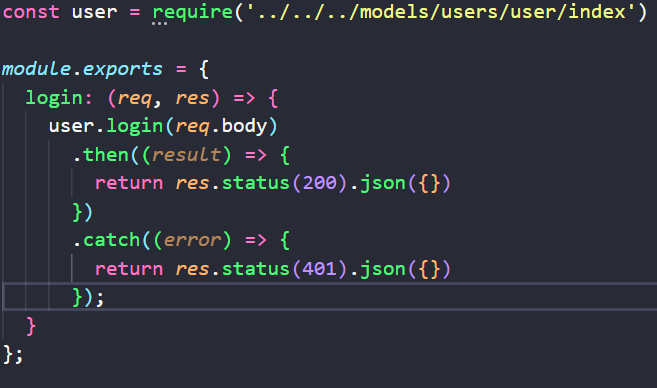 const user = require('../../../models/users/user/index')
module.exports = {
login: (req, res) => {
user.login(req.body)
.then((result) => {
return res.status(200).json({})
})
.catch((error) => {
return res.status(401).json({})
});
}
};